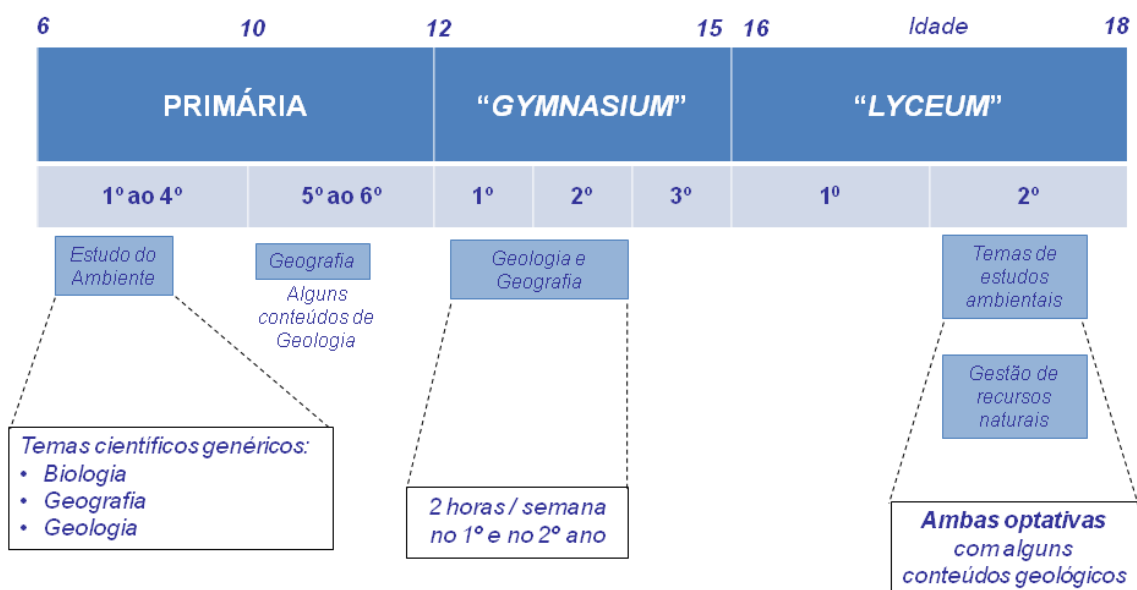 6 10 12 15 16 Idade 18
PRIMÁRIA "GYMNASIUM" "LYCEUM"
1º ao 4º 5º ao 6º 1º 2º 3º 1º 2º
Estudo do
Ambiente
Geografia
Alguns
conteúdos de
Geologia
Geologia e
Geografia
Temas de
estudos
ambientais
Gestão de
recursos
naturais
Temas científicos genéricos:
• Biologia
• Geografia
• Geologia
2 horas / semana
no 1º e no 2º ano
Ambas optativas
com alguns
conteúdos geológicos